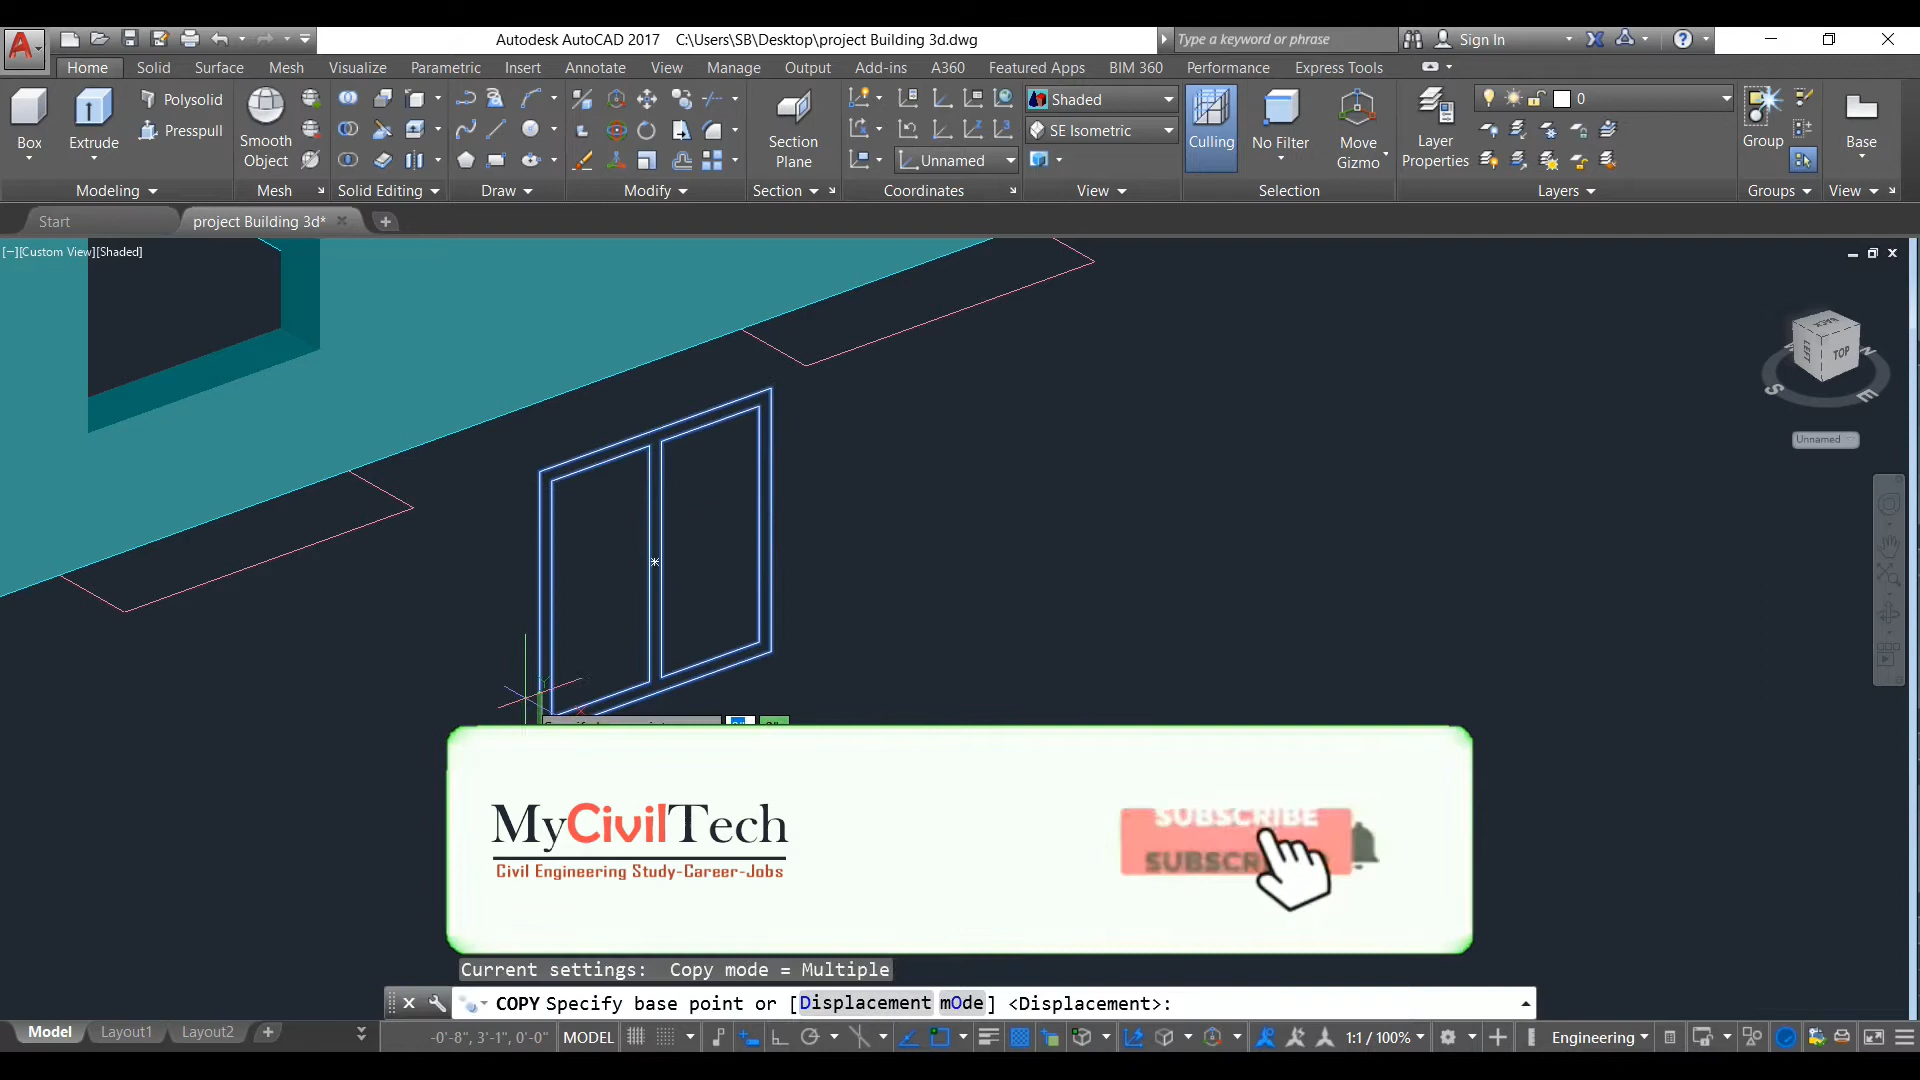 Autodesk AutoCAD 2017 C:\Users\SB\Desktop\project Building 3d.dwg
Type a keyword or phrase
Sign In
Home Solid Surface Mesh Visualize Parametric Insert Annotate View Manage Output Add-ins A360 Featured Apps BIM 360 Performance Express Tools
Box
Extrude
Polysolid
Presspull
Smooth
Object
Section
Plane
Unnamed
Shaded
SE Isometric
Culling
No Filter
Move
Gizmo
Layer
Properties
0
Group
Base
Modeling
Mesh
Solid Editing
Draw
Modify
Section
Coordinates
View
Selection
Layers
Groups
View
Start
project Building 3d*
[−][Custom View][Shaded]
BACK
LEFT
TOP
N
S
E
Unnamed
MyCivilTech
Civil Engineering Study-Career-Jobs
SUBSCRIBE
Current settings: Copy mode = Multiple
COPY Specify base point or [Displacement mOde] <Displacement>:
Model Layout1 Layout2
-0'-8", 3'-1", 0'-0"
MODEL
1:1 / 100%
Engineering